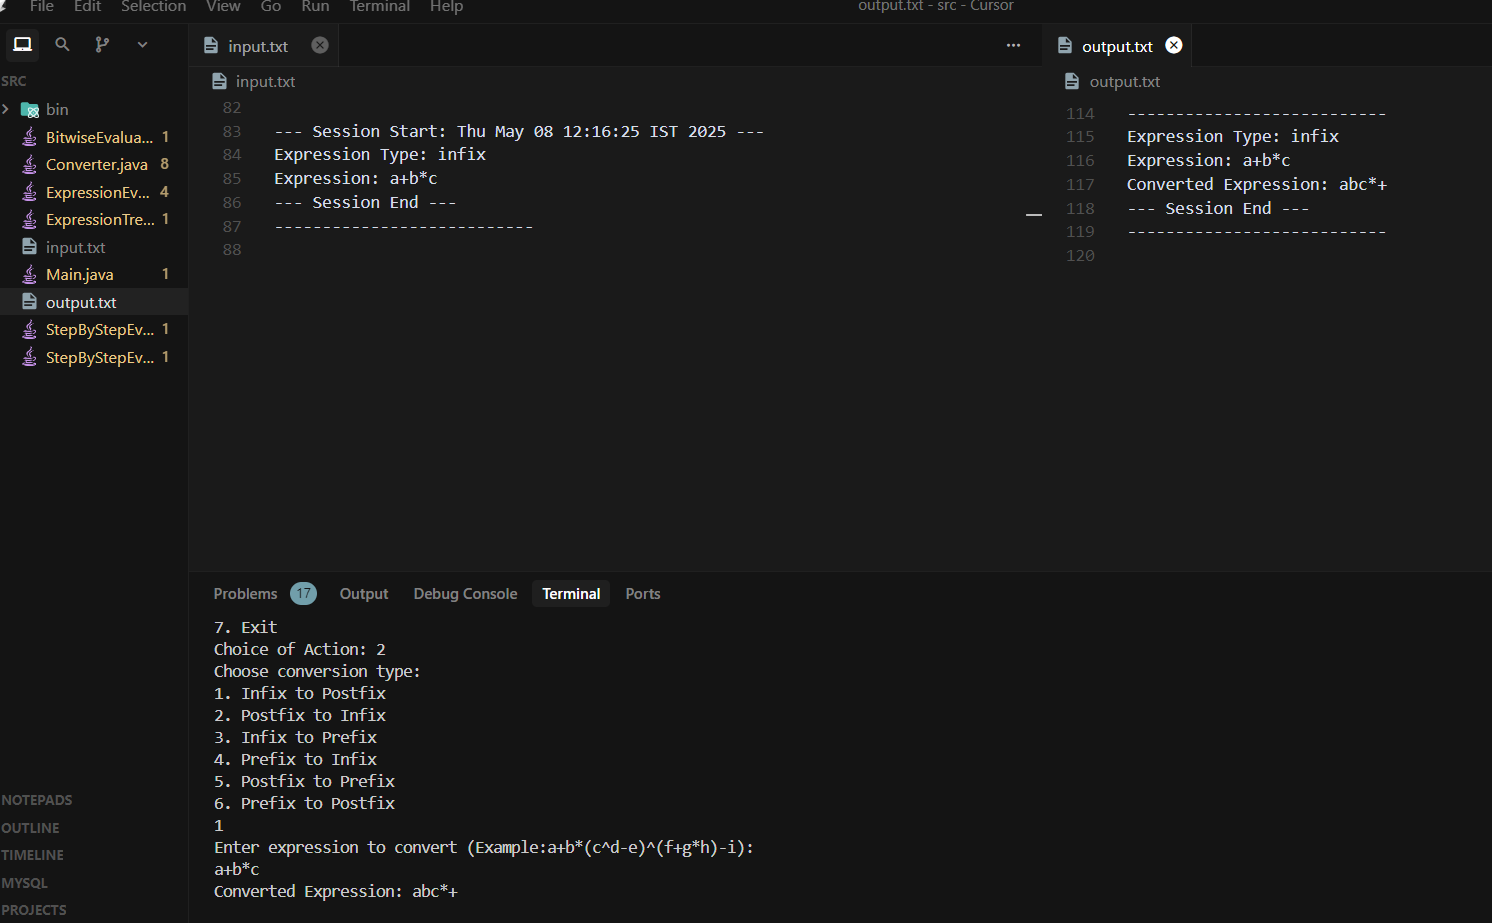 File Edit Selection View Go Run Terminal Help
output.txt - src - Cursor
input.txt
output.txt
SRC
bin
BitwiseEvalua... 1
Converter.java 8
ExpressionEv... 4
ExpressionTre... 1
input.txt
Main.java 1
output.txt
StepByStepEv... 1
StepByStepEv... 1
NOTEPADS
OUTLINE
TIMELINE
MYSQL
PROJECTS
input.txt
82
83 --- Session Start: Thu May 08 12:16:25 IST 2025 ---
84 Expression Type: infix
85 Expression: a+b*c
86 --- Session End ---
87 ---------------------------
88
output.txt
114 ---------------------------
115 Expression Type: infix
116 Expression: a+b*c
117 Converted Expression: abc*+
118 --- Session End ---
119 ---------------------------
120
Problems 17 Output Debug Console Terminal Ports
7. Exit
Choice of Action: 2
Choose conversion type:
1. Infix to Postfix
2. Postfix to Infix
3. Infix to Prefix
4. Prefix to Infix
5. Postfix to Prefix
6. Prefix to Postfix
1
Enter expression to convert (Example:a+b*(c^d-e)^(f+g*h)-i):
a+b*c
Converted Expression: abc*+